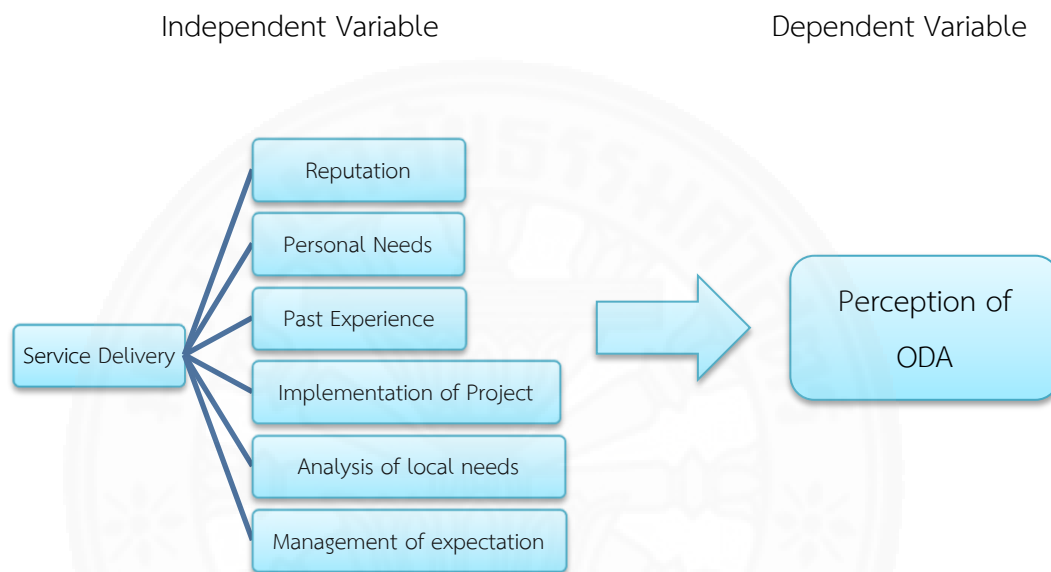 Independent Variable
Dependent Variable
Reputation
Personal Needs
Past Experience
Service Delivery
Implementation of Project
Analysis of local needs
Management of expectation
Perception of
ODA